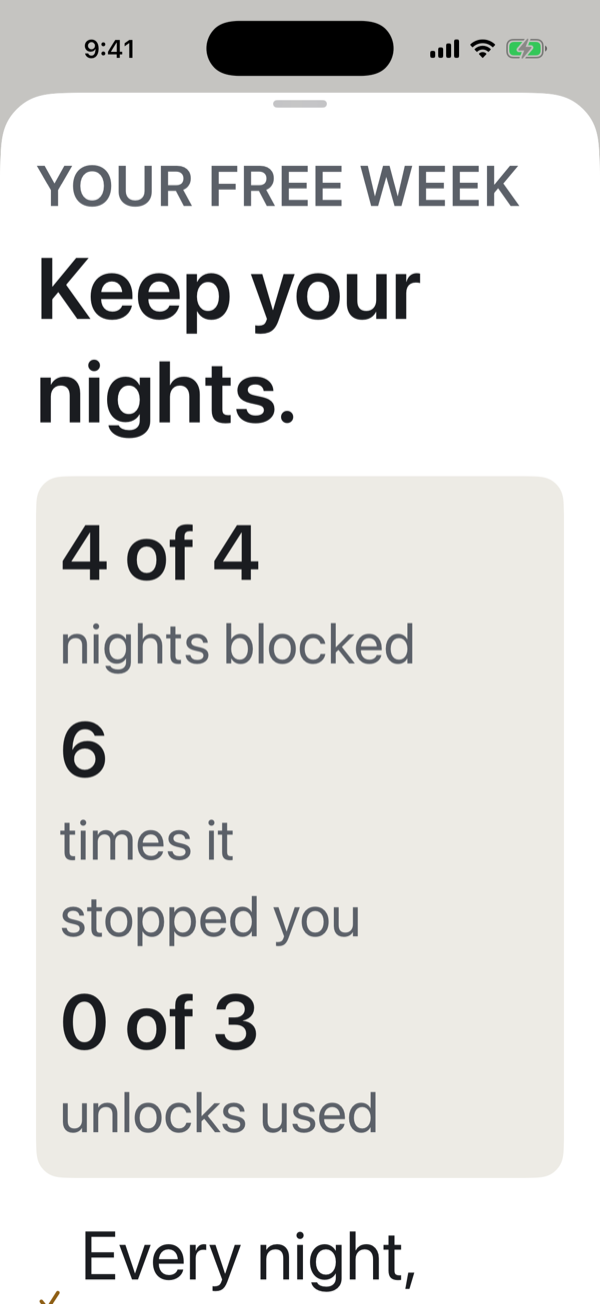 9:41
YOUR FREE WEEK
Keep your
nights.
4 of 4
nights blocked
6
times it
stopped you
0 of 3
unlocks used
Every night,